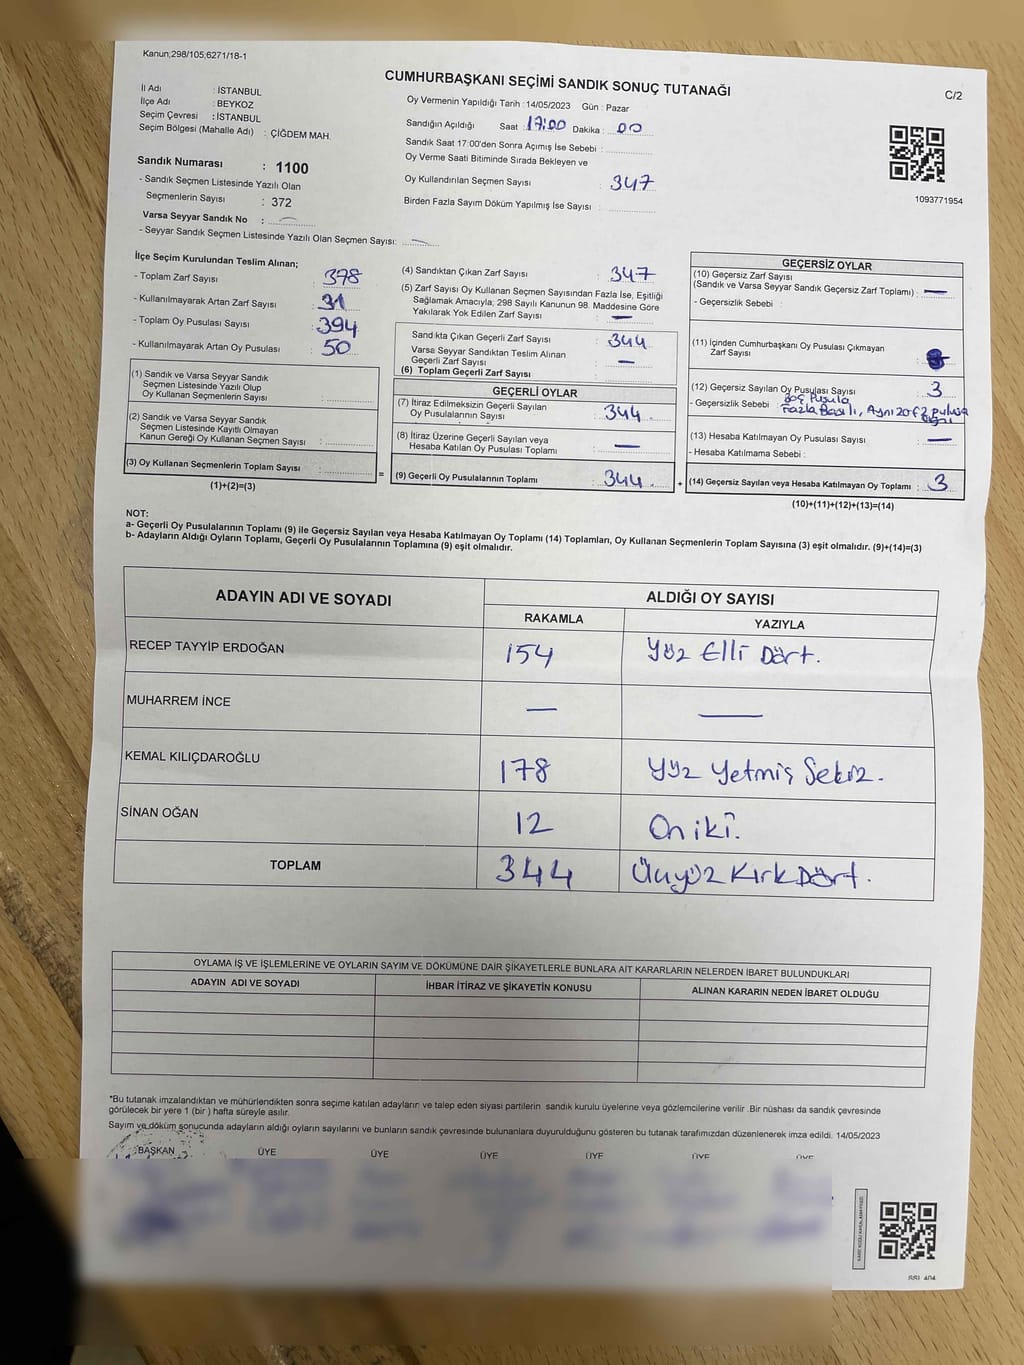 Kanun;298/105;6271/18-1
CUMHURBAŞKANI SEÇİMİ SANDIK SONUÇ TUTANAĞI
C/2
İl Adı : İSTANBUL
İlçe Adı : BEYKOZ
Seçim Çevresi : İSTANBUL
Seçim Bölgesi (Mahalle Adı) : ÇİĞDEM MAH.
Sandık Numarası : 1100
- Sandık Seçmen Listesinde Yazılı Olan
Seçmenlerin Sayısı : 372
Varsa Seyyar Sandık No : —
- Seyyar Sandık Seçmen Listesinde Yazılı Olan Seçmen Sayısı: —
Oy Vermenin Yapıldığı Tarih : 14/05/2023 Gün : Pazar
Sandığın Açıldığı Saat : 17:00 Dakika : 00
Sandık Saat 17:00'den Sonra Açımış İse Sebebi :
Oy Verme Saati Bitiminde Sırada Bekleyen ve
Oy Kullandırılan Seçmen Sayısı : 347
Birden Fazla Sayım Döküm Yapılmış İse Sayısı :
1093771954
İlçe Seçim Kurulundan Teslim Alınan;
- Toplam Zarf Sayısı : 378
- Kullanılmayarak Artan Zarf Sayısı : 31
- Toplam Oy Pusulası Sayısı : 394
- Kullanılmayarak Artan Oy Pusulası : 50
(1) Sandık ve Varsa Seyyar Sandık
Seçmen Listesinde Yazılı Olup
Oy Kullanan Seçmenlerin Sayısı :
(2) Sandık ve Varsa Seyyar Sandık
Seçmen Listesinde Kayıtlı Olmayan
Kanun Gereği Oy Kullanan Seçmen Sayısı :
(3) Oy Kullanan Seçmenlerin Toplam Sayısı :
(1)+(2)=(3)
=
(4) Sandıktan Çıkan Zarf Sayısı : 347
(5) Zarf Sayısı Oy Kullanan Seçmen Sayısından Fazla İse, Eşitliği
Sağlamak Amacıyla; 298 Sayılı Kanunun 98. Maddesine Göre
Yakılarak Yok Edilen Zarf Sayısı : —
Sandıkta Çıkan Geçerli Zarf Sayısı : 344
Varsa Seyyar Sandıktan Teslim Alınan
Geçerli Zarf Sayısı : —
(6) Toplam Geçerli Zarf Sayısı :
GEÇERLİ OYLAR
(7) İtiraz Edilmeksizin Geçerli Sayılan
Oy Pusulalarının Sayısı : 344
(8) İtiraz Üzerine Geçerli Sayılan veya
Hesaba Katılan Oy Pusulası Toplamı : —
(9) Geçerli Oy Pusulalarının Toplamı : 344
+
GEÇERSİZ OYLAR
(10) Geçersiz Zarf Sayısı
(Sandık ve Varsa Seyyar Sandık Geçersiz Zarf Toplamı) : —
- Geçersizlik Sebebi :
(11) İçinden Cumhurbaşkanı Oy Pusulası Çıkmayan
Zarf Sayısı :
(12) Geçersiz Sayılan Oy Pusulası Sayısı : 3
- Geçersizlik Sebebi : Boş Pusula
Fazla Basılı, Aynı
(13) Hesaba Katılmayan Oy Pusulası Sayısı : —
- Hesaba Katılmama Sebebi :
(14) Geçersiz Sayılan veya Hesaba Katılmayan Oy Toplamı : 3
(10)+(11)+(12)+(13)=(14)
NOT:
a- Geçerli Oy Pusulalarının Toplamı (9) ile Geçersiz Sayılan veya Hesaba Katılmayan Oy Toplamı (14) Toplamları, Oy Kullanan Seçmenlerin Toplam Sayısına (3) eşit olmalıdır. (9)+(14)=(3)
b- Adayların Aldığı Oyların Toplamı, Geçerli Oy Pusulalarının Toplamına (9) eşit olmalıdır.
ADAYIN ADI VE SOYADI ALDIĞI OY SAYISI
RAKAMLA YAZIYLA
RECEP TAYYİP ERDOĞAN 154 Yüz Elli Dört.
MUHARREM İNCE — —
KEMAL KILIÇDAROĞLU 178 Yüz Yetmiş Sekiz.
SİNAN OĞAN 12 On iki.
TOPLAM 344 Üçyüz Kırk Dört.
OYLAMA İŞ VE İŞLEMLERİNE VE OYLARIN SAYIM VE DÖKÜMÜNE DAİR ŞİKAYETLERLE BUNLARA AİT KARARLARIN NELERDEN İBARET BULUNDUKLARI
ADAYIN ADI VE SOYADI İHBAR İTİRAZ VE ŞİKAYETİN KONUSU ALINAN KARARIN NEDEN İBARET OLDUĞU
*Bu tutanak imzalandıktan ve mühürlendikten sonra seçime katılan adayların ve talep eden siyasi partilerin sandık kurulu üyelerine veya gözlemcilerine verilir .Bir nüshası da sandık çevresinde
görülecek bir yere 1 (bir ) hafta süreyle asılır.
Sayım ve döküm sonucunda adayların aldığı oyların sayılarını ve bunların sandık çevresinde bulunanlara duyurulduğunu gösteren bu tutanak tarafımızdan düzenlenerek imza edildi. 14/05/2023
BAŞKAN ÜYE ÜYE ÜYE ÜYE ÜYE ÜYE